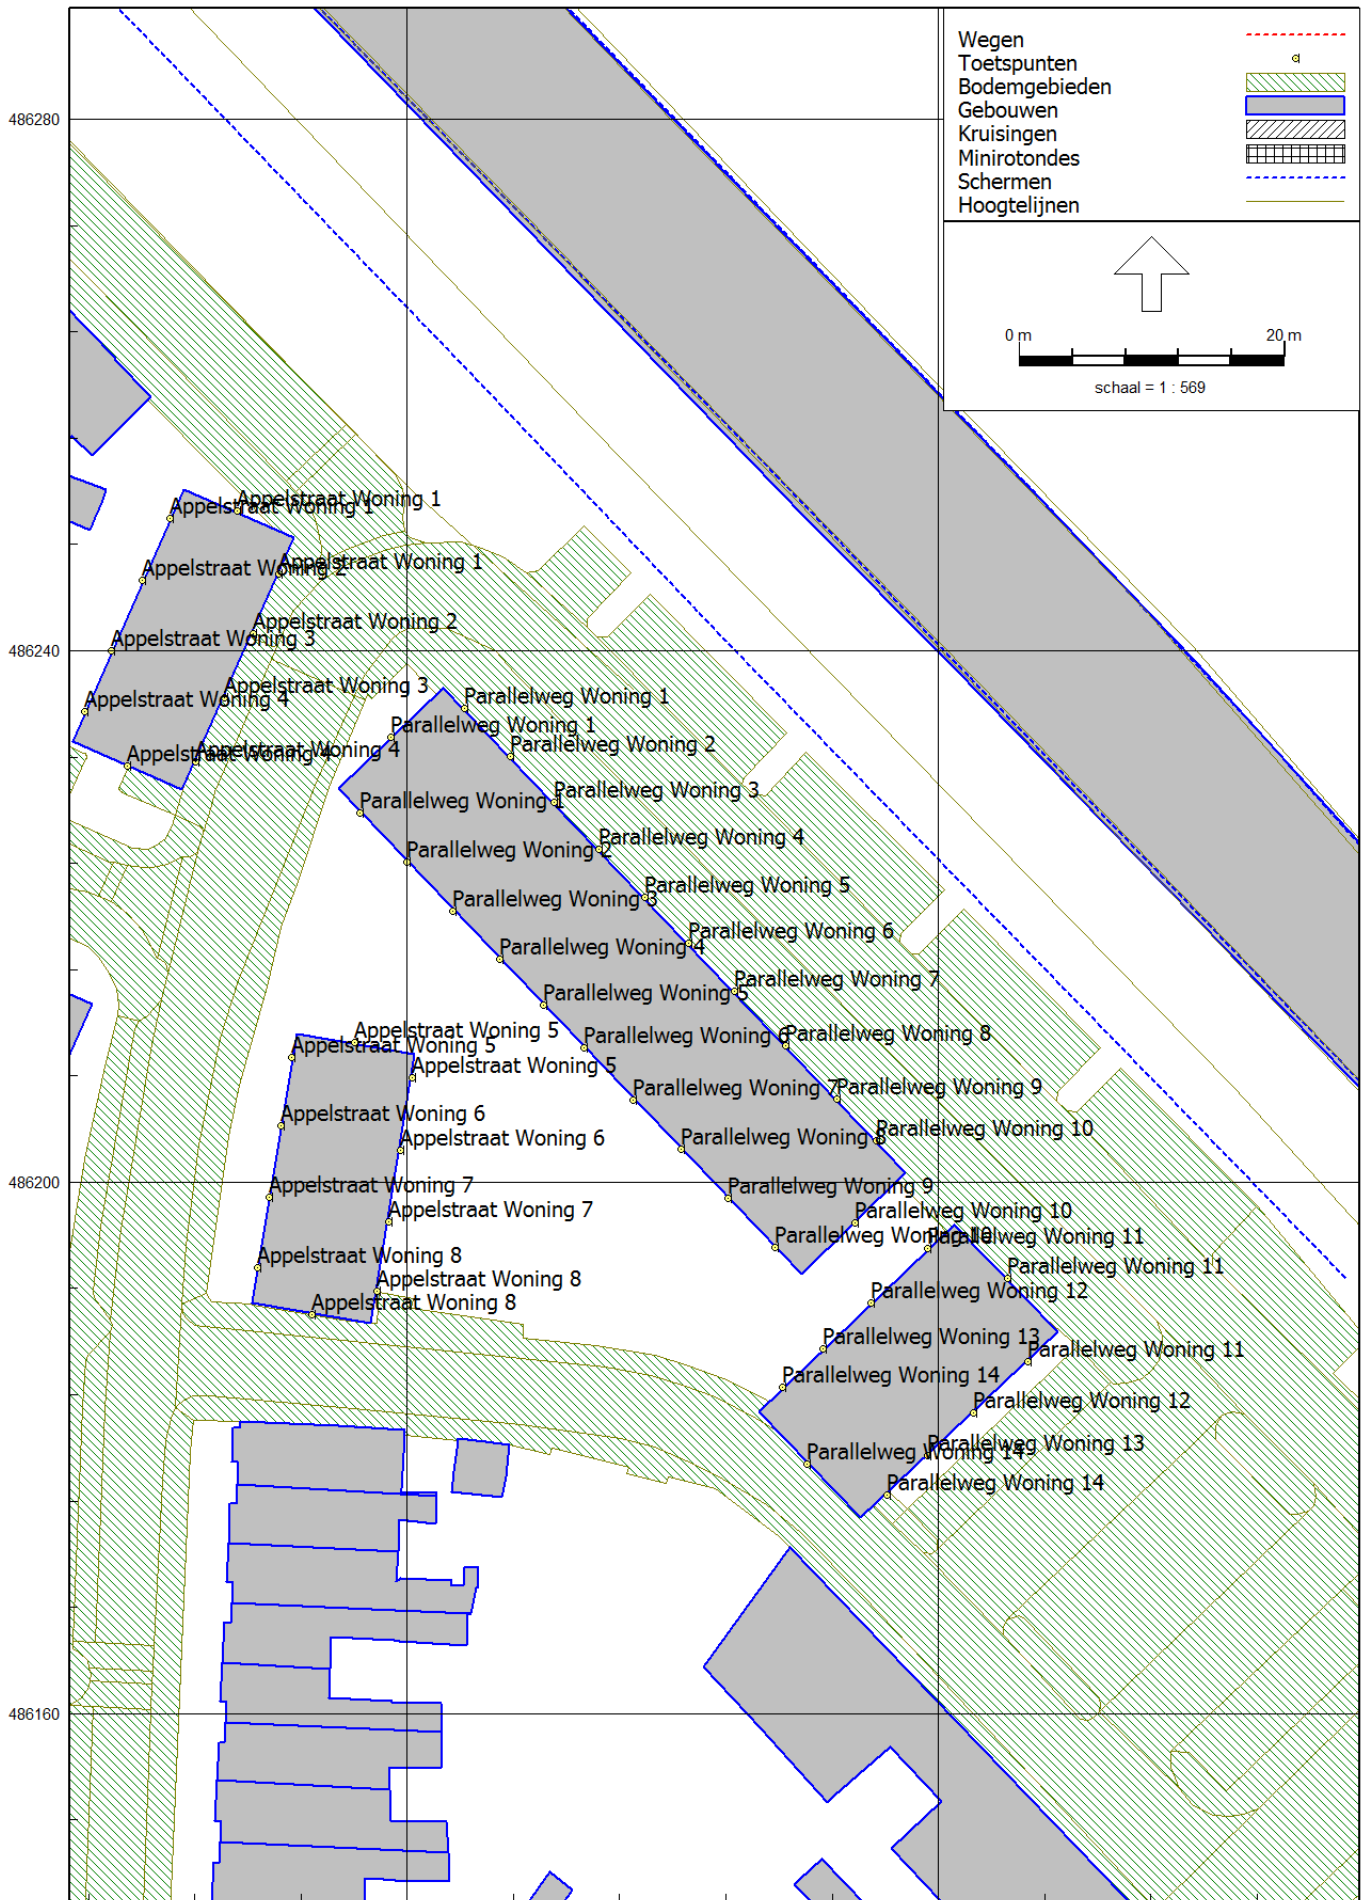 Wegen
Toetspunten
Bodemgebieden
Gebouwen
Kruisingen
Minirotondes
Schermen
Hoogtelijnen
0 m
20 m
schaal = 1 : 569
486280
486240
486200
486160
Appelstraat Woning 1
Appelstraat Woning 1
Appelstraat Woning 1
Appelstraat Woning 2
Appelstraat Woning 2
Appelstraat Woning 3
Appelstraat Woning 3
Appelstraat Woning 4
Appelstraat Woning 4
Appelstraat Woning 4
Parallelweg Woning 1
Parallelweg Woning 1
Parallelweg Woning 2
Parallelweg Woning 3
Parallelweg Woning 1
Parallelweg Woning 4
Parallelweg Woning 2
Parallelweg Woning 5
Parallelweg Woning 3
Parallelweg Woning 6
Parallelweg Woning 4
Parallelweg Woning 7
Parallelweg Woning 5
Parallelweg Woning 8
Parallelweg Woning 6
Appelstraat Woning 5
Appelstraat Woning 5
Appelstraat Woning 5
Parallelweg Woning 9
Parallelweg Woning 7
Appelstraat Woning 6
Appelstraat Woning 6
Parallelweg Woning 10
Parallelweg Woning 8
Appelstraat Woning 7
Parallelweg Woning 9
Appelstraat Woning 7
Parallelweg Woning 10
Parallelweg Woning 10
Parallelweg Woning 11
Appelstraat Woning 8
Parallelweg Woning 11
Appelstraat Woning 8
Parallelweg Woning 12
Appelstraat Woning 8
Parallelweg Woning 13
Parallelweg Woning 11
Parallelweg Woning 14
Parallelweg Woning 12
Parallelweg Woning 13
Parallelweg Woning 14
Parallelweg Woning 14